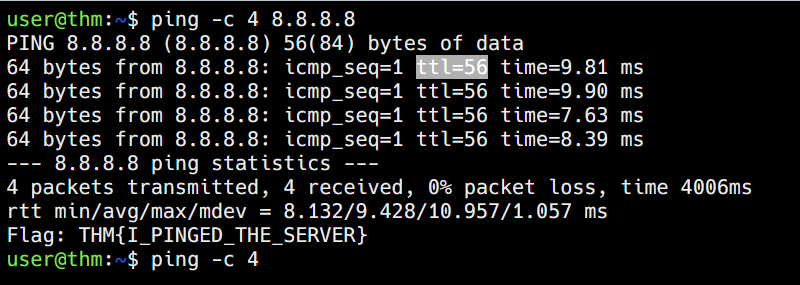 user@thm:~$ ping -c 4 8.8.8.8
PING 8.8.8.8 (8.8.8.8) 56(84) bytes of data
64 bytes from 8.8.8.8: icmp_seq=1 ttl=56 time=9.81 ms
64 bytes from 8.8.8.8: icmp_seq=1 ttl=56 time=9.90 ms
64 bytes from 8.8.8.8: icmp_seq=1 ttl=56 time=7.63 ms
64 bytes from 8.8.8.8: icmp_seq=1 ttl=56 time=8.39 ms
--- 8.8.8.8 ping statistics ---
4 packets transmitted, 4 received, 0% packet loss, time 4006ms
rtt min/avg/max/mdev = 8.132/9.428/10.957/1.057 ms
Flag: THM{I_PINGED_THE_SERVER}
user@thm:~$ ping -c 4